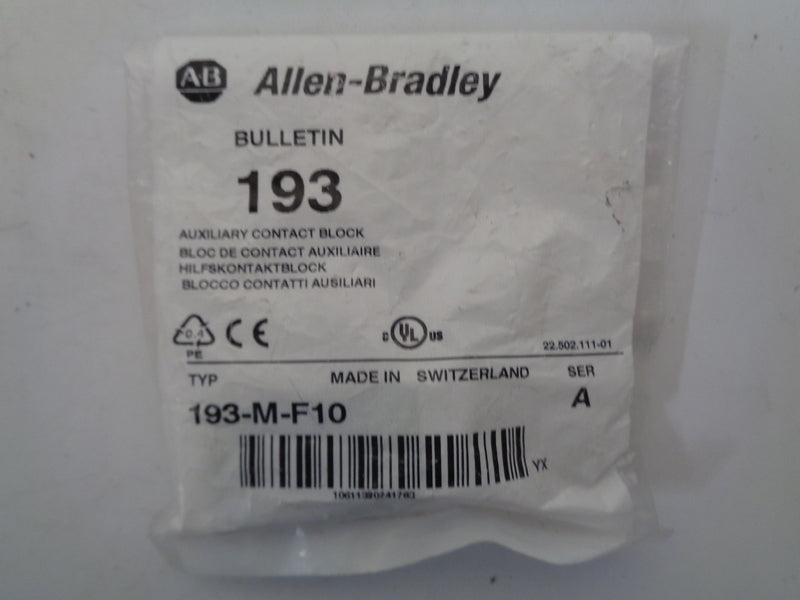 AB Allen-Bradley
BULLETIN
193
AUXILIARY CONTACT BLOCK
BLOC DE CONTACT AUXILIAIRE
HILFSKONTAKTBLOCK
BLOCCO CONTATTI AUSILIARI
04 CE c UL US
PE
22.502.111-01
TYP MADE IN SWITZERLAND SER
193-M-F10 A
YX